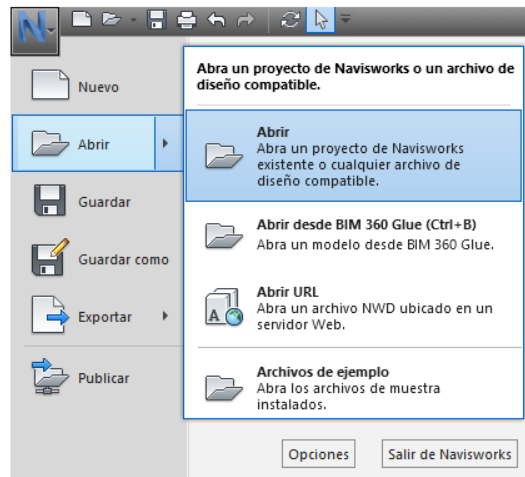 N
Nuevo
Abrir
Guardar
Guardar como
Exportar
Publicar
Abra un proyecto de Navisworks o un archivo de
diseño compatible.
Abrir
Abra un proyecto de Navisworks
existente o cualquier archivo de
diseño compatible.
Abrir desde BIM 360 Glue (Ctrl+B)
Abra un modelo desde BIM 360 Glue.
A
Abrir URL
Abra un archivo NWD ubicado en un
servidor Web.
Archivos de ejemplo
Abra los archivos de muestra
instalados.
Opciones
Salir de Navisworks